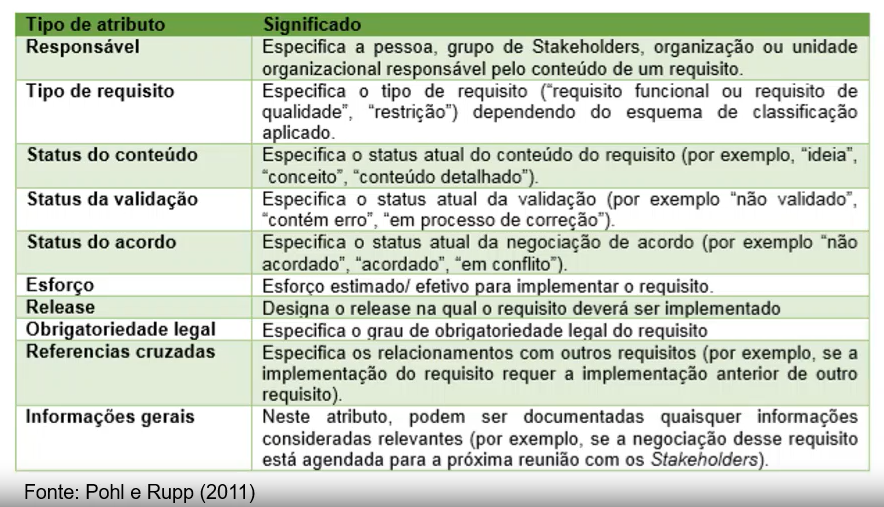 Tipo de atributo Significado
Responsável Especifica a pessoa, grupo de Stakeholders, organização ou unidade
organizacional responsável pelo conteúdo de um requisito.
Tipo de requisito Especifica o tipo de requisito (“requisito funcional ou requisito de
qualidade”, “restrição”) dependendo do esquema de classificação
aplicado.
Status do conteúdo Especifica o status atual do conteúdo do requisito (por exemplo, “ideia”,
“conceito”, “conteúdo detalhado”).
Status da validação Especifica o status atual da validação (por exemplo “não validado”,
“contém erro”, “em processo de correção”).
Status do acordo Especifica o status atual da negociação de acordo (por exemplo “não
acordado”, “acordado”, “em conflito”).
Esforço Esforço estimado/ efetivo para implementar o requisito.
Release Designa o release na qual o requisito deverá ser implementado
Obrigatoriedade legal Especifica o grau de obrigatoriedade legal do requisito
Referencias cruzadas Especifica os relacionamentos com outros requisitos (por exemplo, se a
implementação do requisito requer a implementação anterior de outro
requisito).
Informações gerais Neste atributo, podem ser documentadas quaisquer informações
consideradas relevantes (por exemplo, se a negociação desse requisito
está agendada para a próxima reunião com os Stakeholders).
Fonte: Pohl e Rupp (2011)